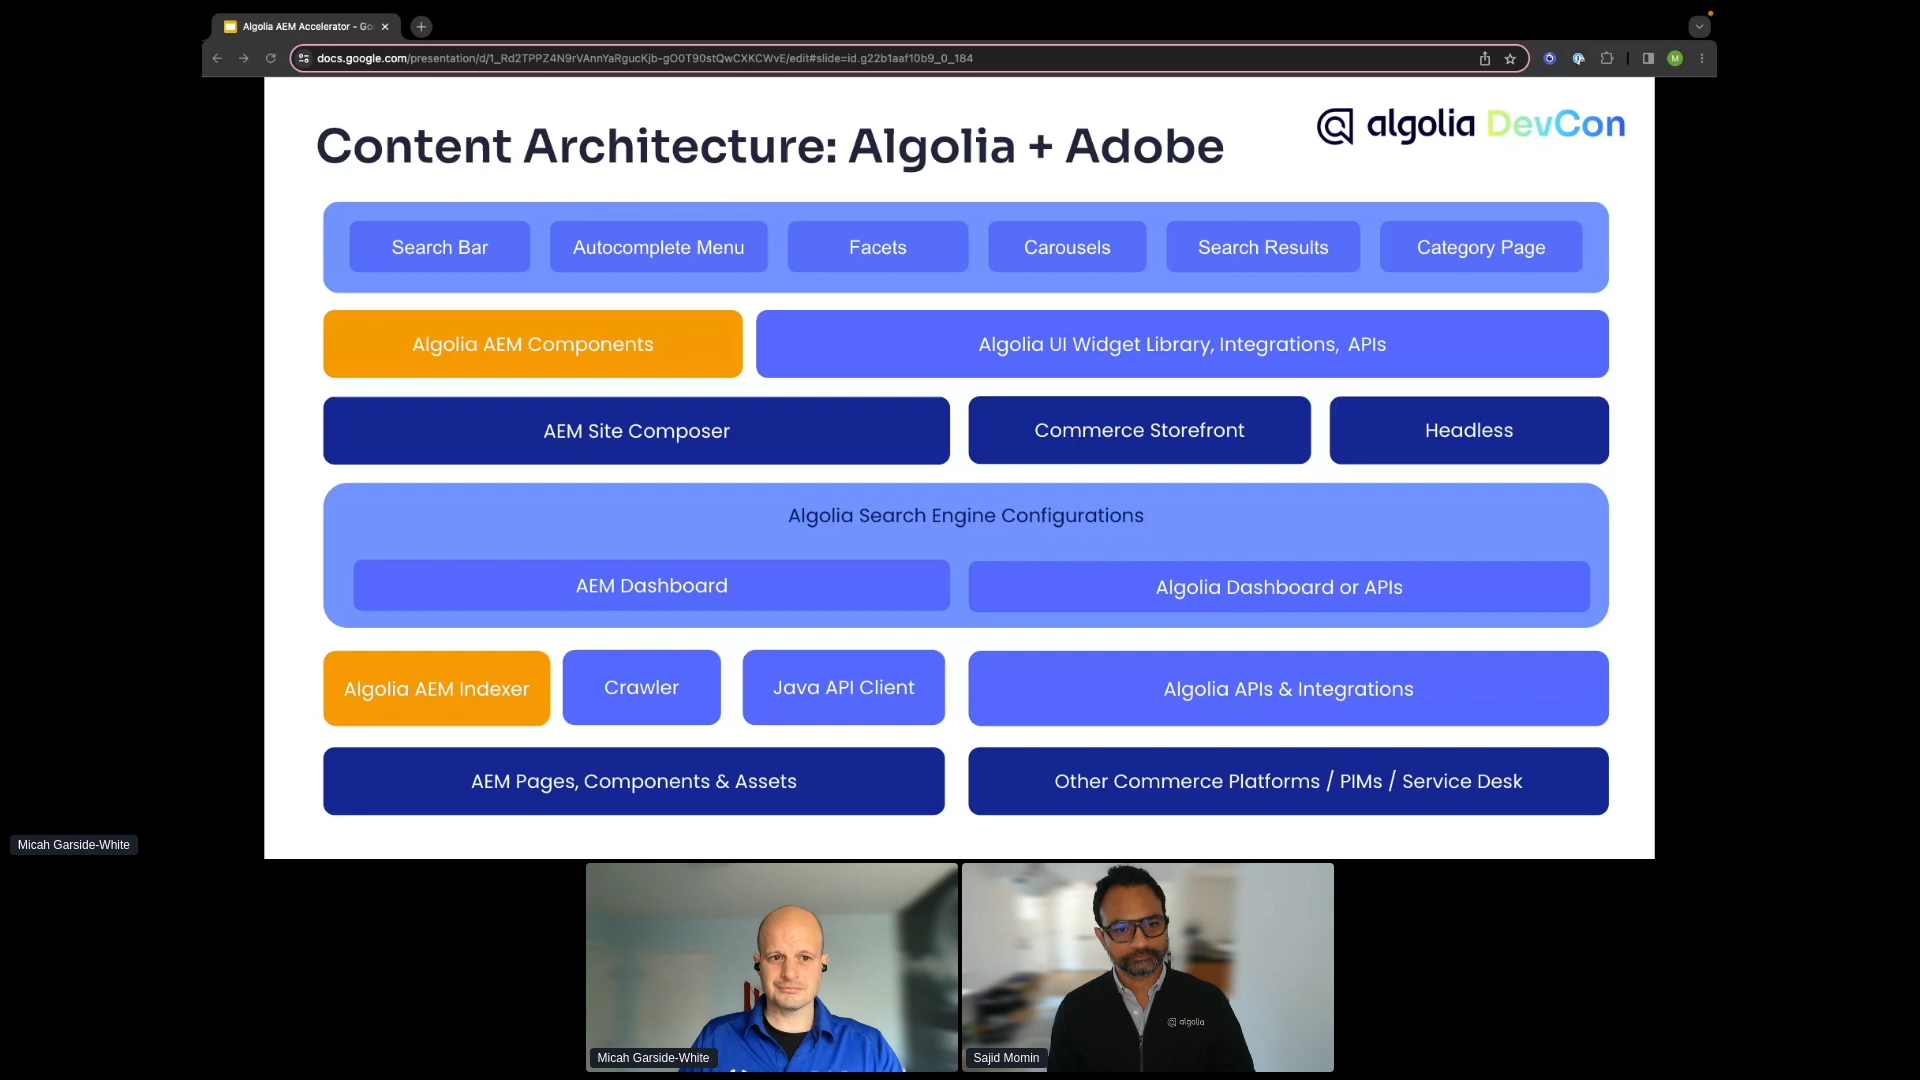 Algolia AEM Accelerator - Go
docs.google.com/presentation/d/1_Rd2TPPZ4N9rVAnnYaRgucKjb-gO0T90stQwCXKCWvE/edit#slide=id.g22b1aaf10b9_0_184
M
Content Architecture: Algolia + Adobe
algolia DevCon
Search Bar
Autocomplete Menu
Facets
Carousels
Search Results
Category Page
Algolia AEM Components
Algolia UI Widget Library, Integrations, APIs
AEM Site Composer
Commerce Storefront
Headless
Algolia Search Engine Configurations
AEM Dashboard
Algolia Dashboard or APIs
Algolia AEM Indexer
Crawler
Java API Client
Algolia APIs & Integrations
AEM Pages, Components & Assets
Other Commerce Platforms / PIMs / Service Desk
Micah Garside-White
algolia
Micah Garside-White
Sajid Momin